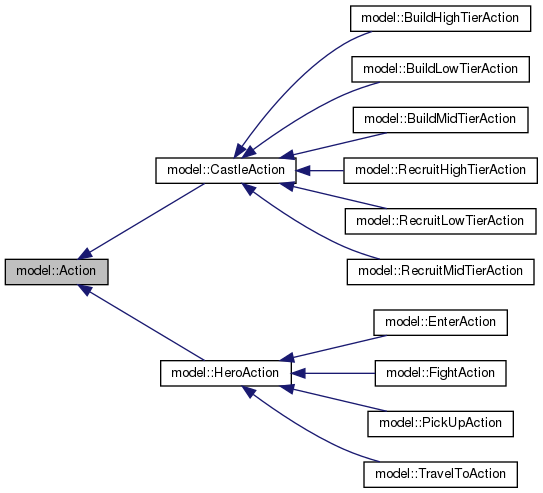 model::BuildHighTierAction
model::BuildLowTierAction
model::BuildMidTierAction
model::CastleAction
model::RecruitHighTierAction
model::RecruitLowTierAction
model::Action
model::RecruitMidTierAction
model::EnterAction
model::HeroAction
model::FightAction
model::PickUpAction
model::TravelToAction